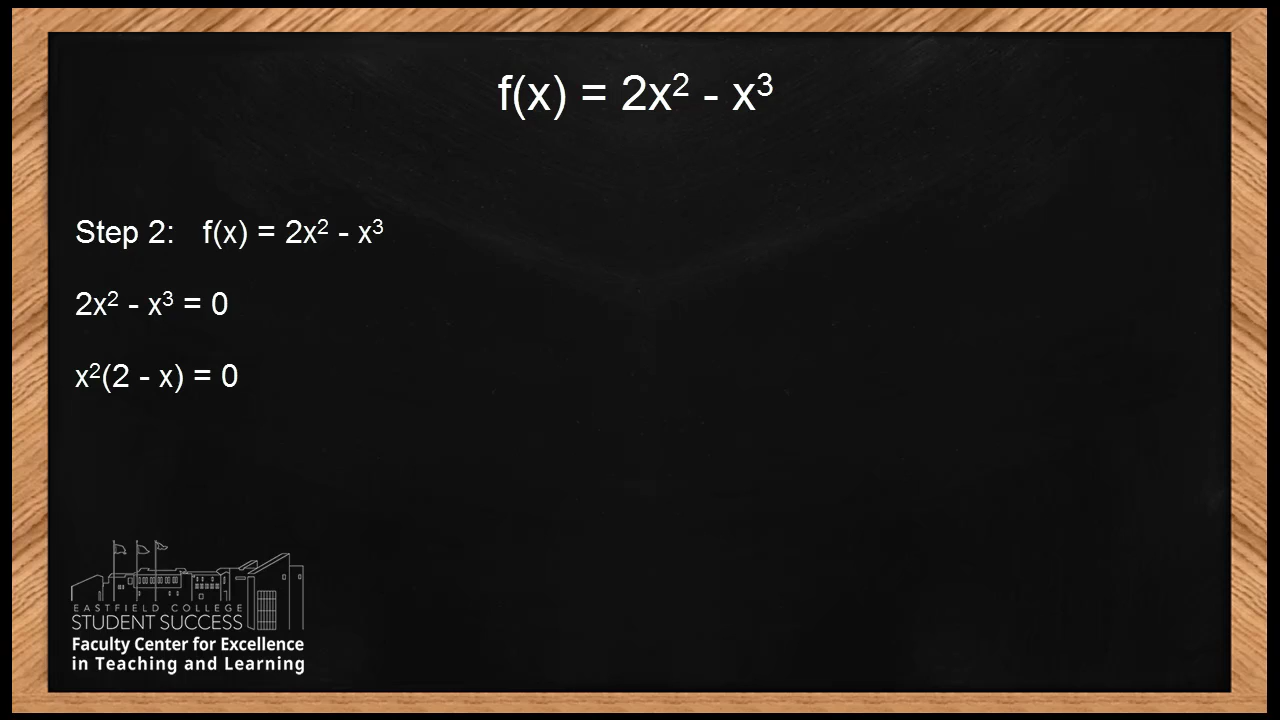 f(x) = 2x² - x³
Step 2: f(x) = 2x² - x³
2x² - x³ = 0
x²(2 - x) = 0
EASTFIELD COLLEGE
STUDENT SUCCESS
Faculty Center for Excellence
in Teaching and Learning